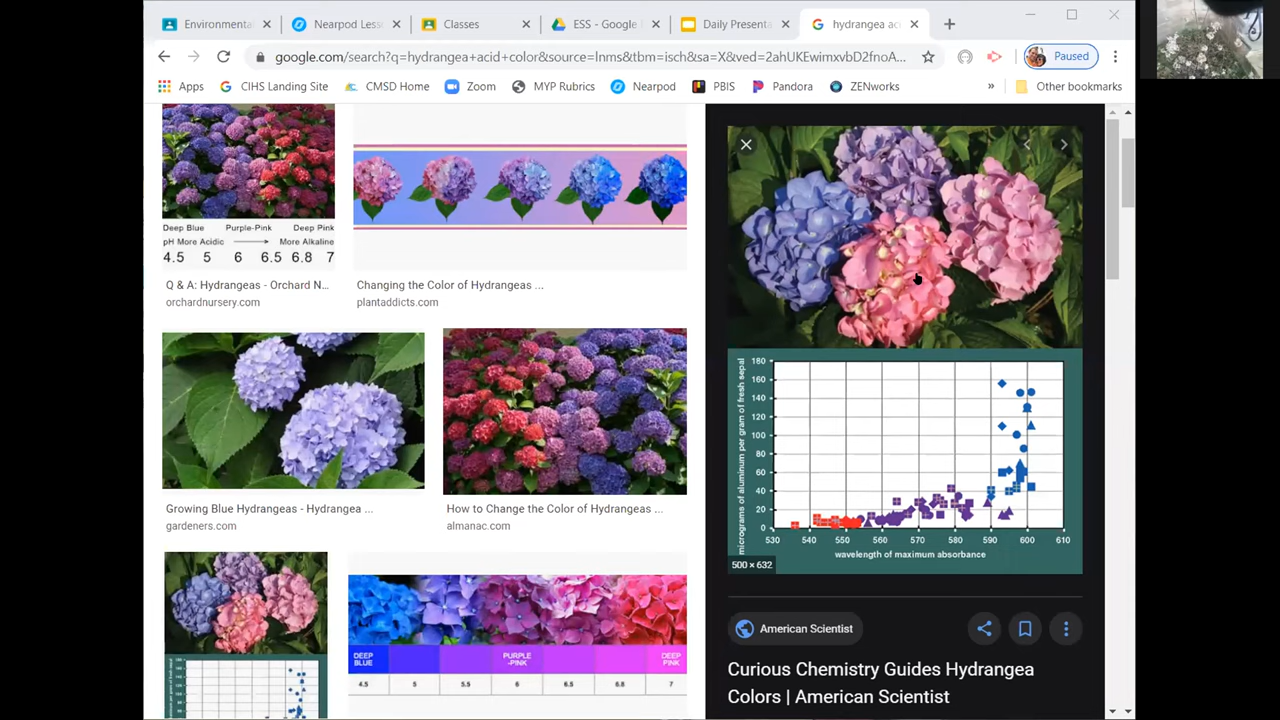 Environmenta
Nearpod Less
Classes
ESS - Google
Daily Presenta
hydrangea aci
google.com/search?q=hydrangea+acid+color&source=lnms&tbm=isch&sa=X&ved=2ahUKEwimxvbD2fnoA...
Paused
Apps
CIHS Landing Site
CMSD Home
Zoom
MYP Rubrics
Nearpod
PBIS
Pandora
ZENworks
»
Other bookmarks
Deep Blue Purple-Pink Deep Pink
pH More Acidic More Alkaline
4.5 5 6 6.5 6.8 7
Q & A: Hydrangeas - Orchard N...
orchardnursery.com
Changing the Color of Hydrangeas ...
plantaddicts.com
Growing Blue Hydrangeas - Hydrangea ...
gardeners.com
How to Change the Color of Hydrangeas ...
almanac.com
DEEP BLUE
PURPLE -PINK
DEEP PINK
4.5 5 5.5 6 6.5 6.8 7
micrograms of aluminum per gram of fresh sepal
180
160
140
120
100
80
60
40
20
0
530 540 550 560 570 580 590 600 610
wavelength of maximum absorbance
500 × 632
American Scientist
Curious Chemistry Guides Hydrangea
Colors | American Scientist